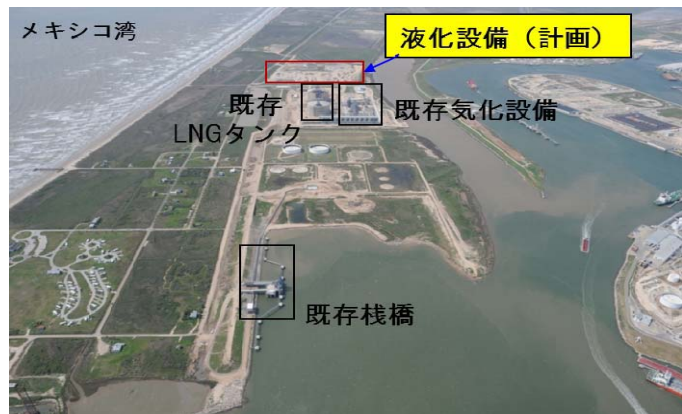 メキシコ湾
液化設備（計画）
既存
LNGタンク
既存気化設備
既存桟橋